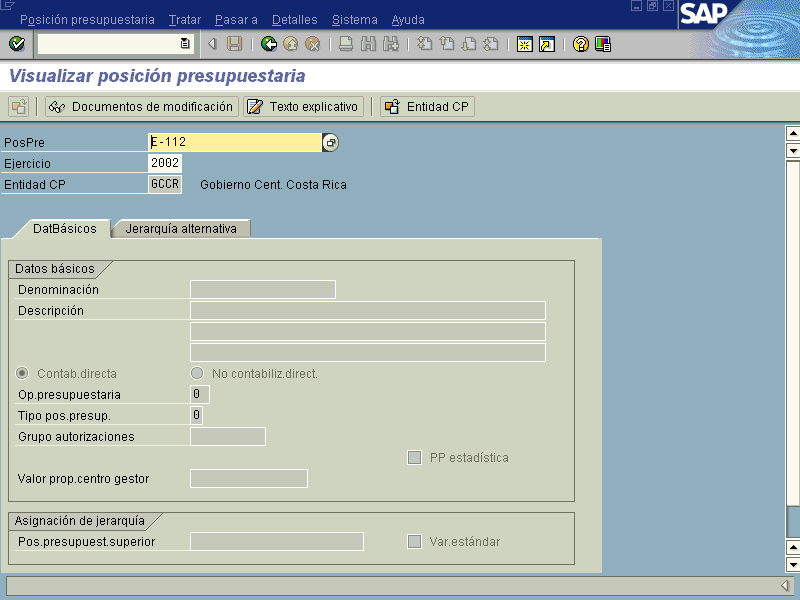 Posición presupuestaria Tratar Pasar a Detalles Sistema Ayuda
SAP
Visualizar posición presupuestaria
Documentos de modificación Texto explicativo Entidad CP
PosPre E-112
Ejercicio 2002
Entidad CP GCCR Gobierno Cent. Costa Rica
DatBásicos Jerarquía alternativa
Datos básicos
Denominación
Descripción
Contab.directa No contabiliz.direct.
Op.presupuestaria 0
Tipo pos.presup. 0
Grupo autorizaciones
PP estadística
Valor prop.centro gestor
Asignación de jerarquía
Pos.presupuest.superior Var.estándar